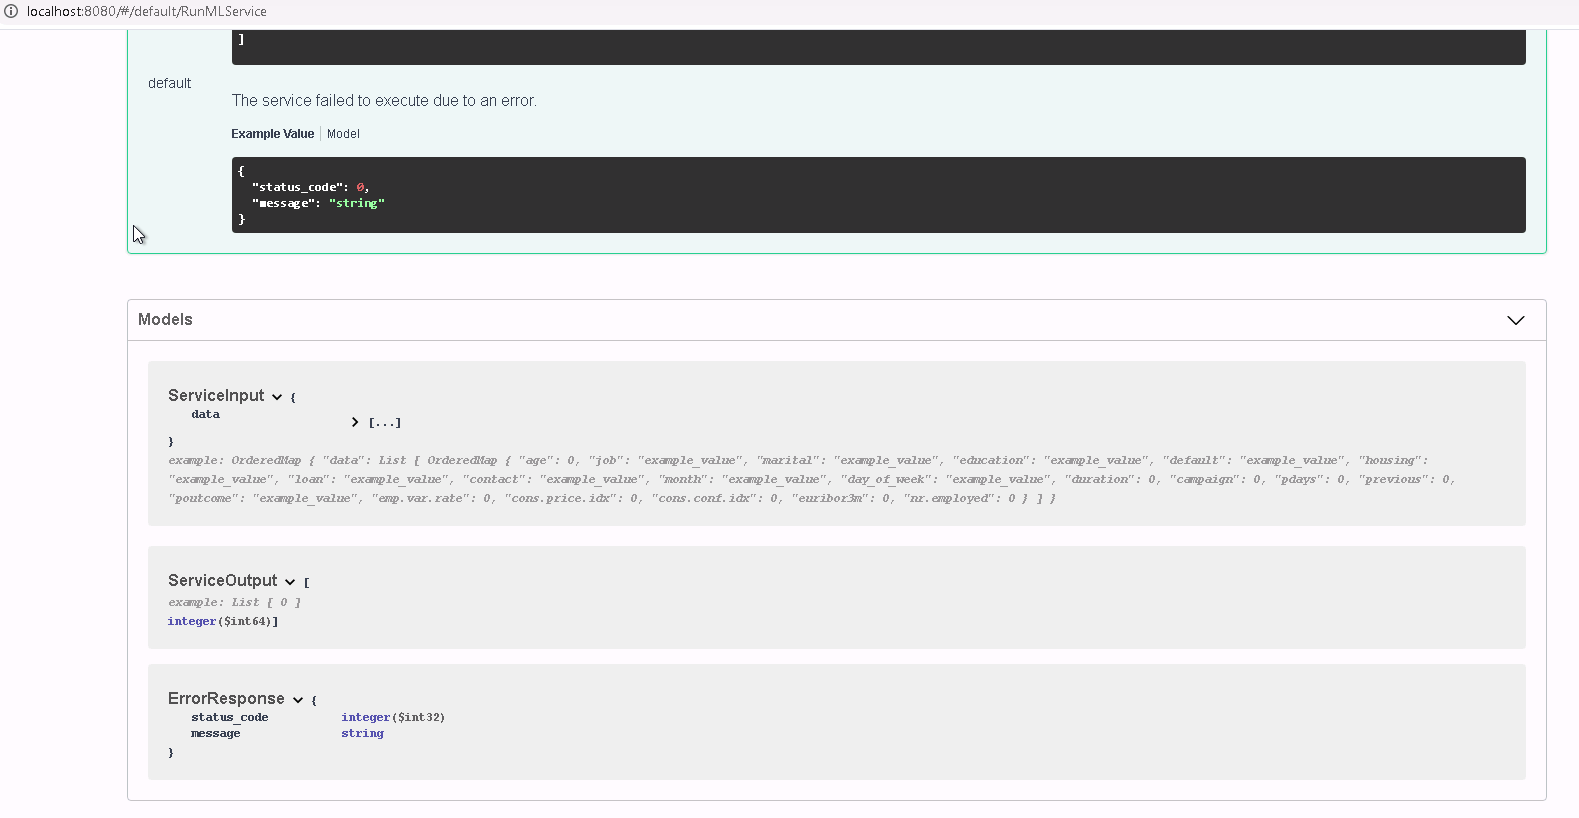 localhost:8080/#/default/RunMLService
]
default
The service failed to execute due to an error.
Example Value | Model
{
"status_code": 0,
"message": "string"
}
Models
ServiceInput {
data
[...]
}
example: OrderedMap { "data": List [ OrderedMap { "age": 0, "job": "example_value", "marital": "example_value", "education": "example_value", "default": "example_value", "housing":
"example_value", "loan": "example_value", "contact": "example_value", "month": "example_value", "day_of_week": "example_value", "duration": 0, "campaign": 0, "pdays": 0, "previous": 0,
"poutcome": "example_value", "emp.var.rate": 0, "cons.price.idx": 0, "cons.conf.idx": 0, "euribor3m": 0, "nr.employed": 0 } ] }
ServiceOutput [
example: List [ 0 ]
integer($int64)]
ErrorResponse {
status_code integer($int32)
message string
}